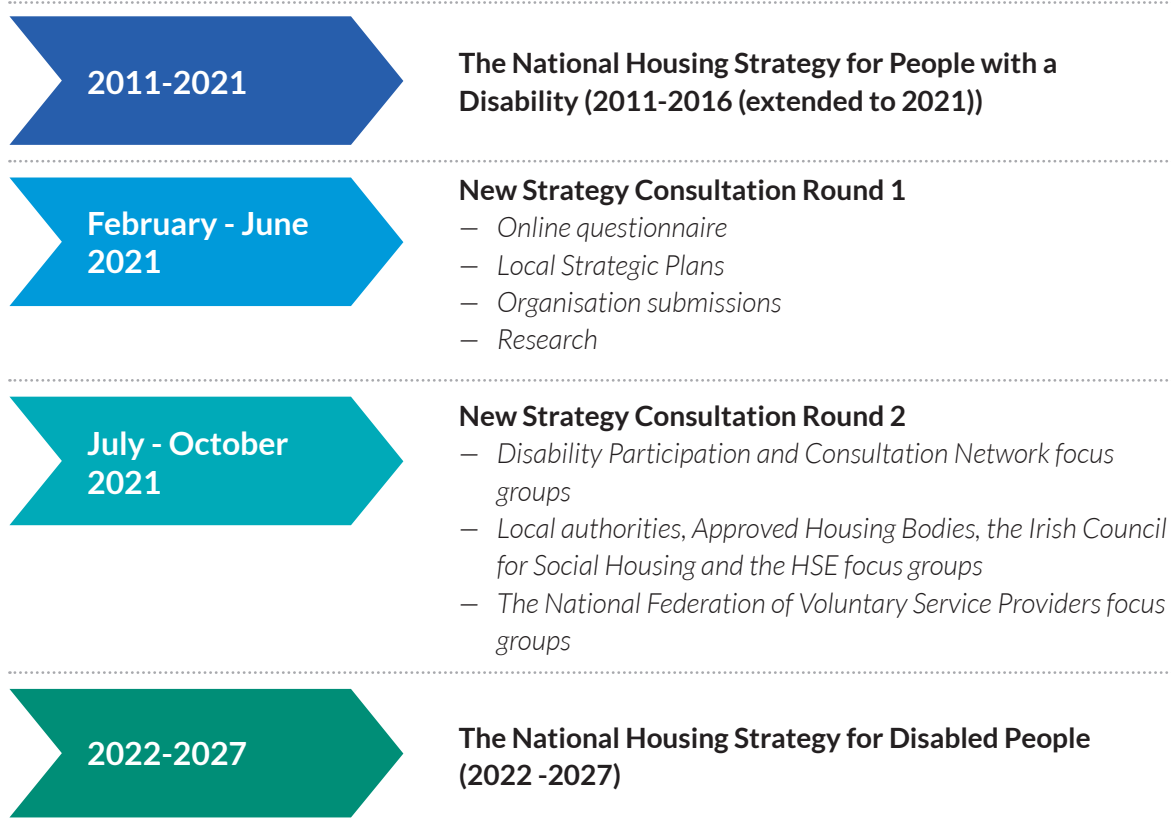 2011-2021
The National Housing Strategy for People with a
Disability (2011-2016 (extended to 2021))
February - June
2021
New Strategy Consultation Round 1
— Online questionnaire
— Local Strategic Plans
— Organisation submissions
— Research
July - October
2021
New Strategy Consultation Round 2
— Disability Participation and Consultation Network focus
groups
— Local authorities, Approved Housing Bodies, the Irish Council
for Social Housing and the HSE focus groups
— The National Federation of Voluntary Service Providers focus
groups
2022-2027
The National Housing Strategy for Disabled People
(2022 -2027)